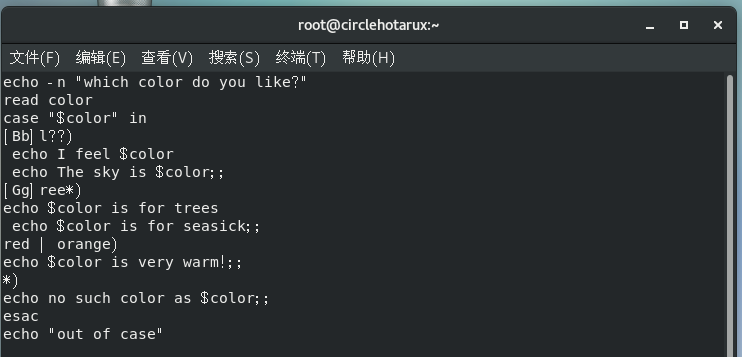 root@circlehotarux:~
文件(F) 编辑(E) 查看(V) 搜索(S) 终端(T) 帮助(H)
echo -n "which color do you like?"
read color
case "$color" in
[Bb]l??)
 echo I feel $color
 echo The sky is $color;;
[Gg]ree*)
echo $color is for trees
 echo $color is for seasick;;
red | orange)
echo $color is very warm!;;
*)
echo no such color as $color;;
esac
echo "out of case"